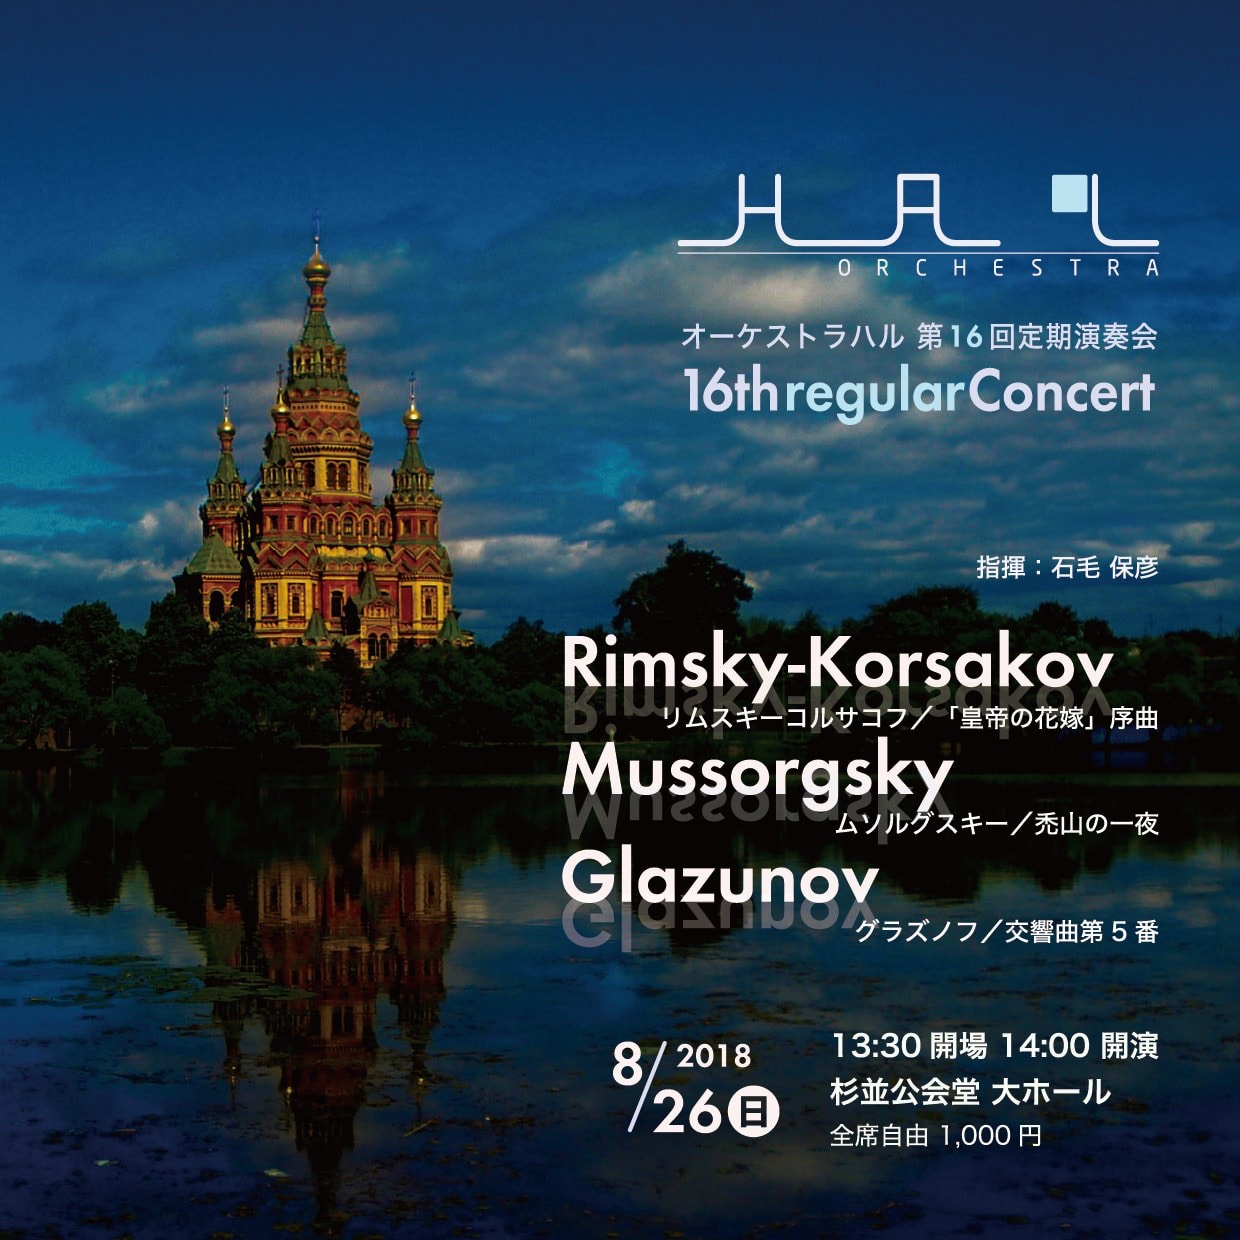 HAL
ORCHESTRA
オーケストラハル 第16回定期演奏会
16th regular Concert
指揮：石毛 保彦
Rimsky-Korsakov
リムスキーコルサコフ／「皇帝の花嫁」序曲
Mussorgsky
ムソルグスキー／禿山の一夜
Glazunov
グラズノフ／交響曲第5番
8/26 2018 日
13:30 開場 14:00 開演
杉並公会堂 大ホール
全席自由 1,000 円